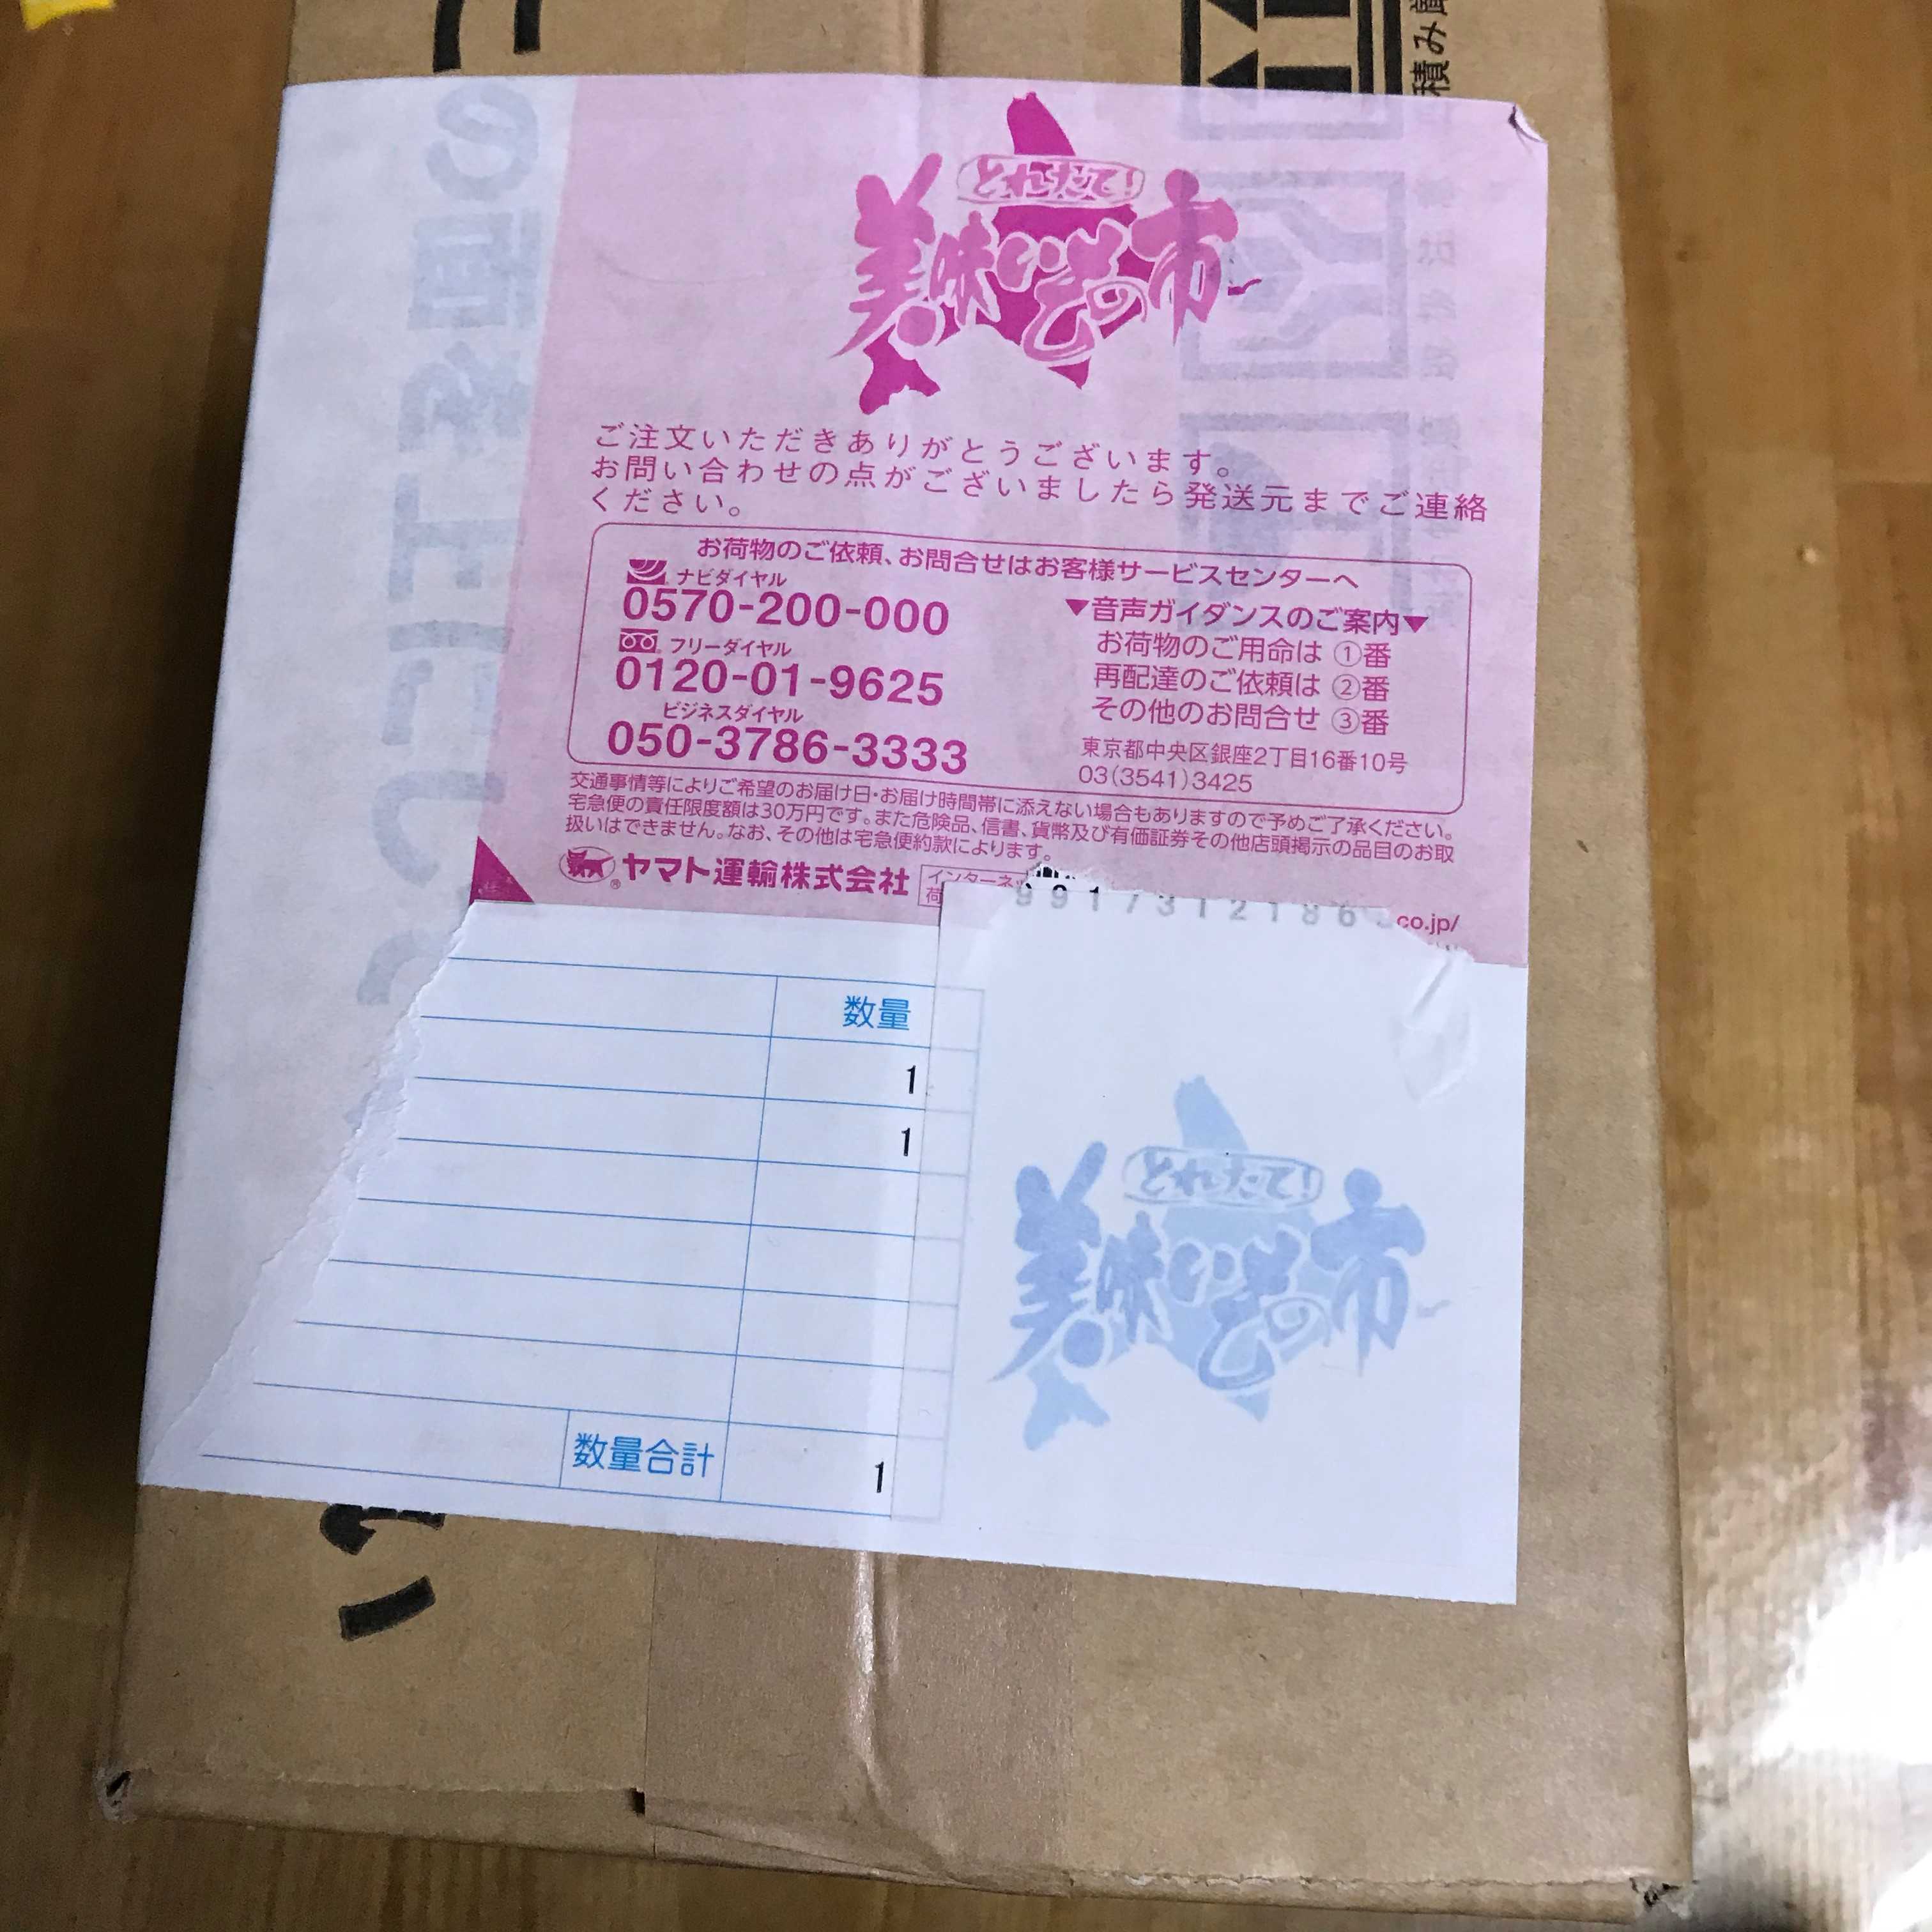 積み
とれたて!
美味いもの市
ご注文いただきありがとうございます。
お問い合わせの点がございましたら発送元までご連絡
ください。
お荷物のご依頼、お問合せはお客様サービスセンターへ
ナビダイヤル
0570-200-000
フリーダイヤル
0120-01-9625
ビジネスダイヤル
050-3786-3333
▼音声ガイダンスのご案内▼
お荷物のご用命は ①番
再配達のご依頼は ②番
その他のお問合せ ③番
東京都中央区銀座2丁目16番10号
03(3541)3425
交通事情等によりご希望のお届け日・お届け時間帯に添えない場合もありますので予めご了承ください。
宅急便の責任限度額は30万円です。また危険品、信書、貨幣及び有価証券その他店頭掲示の品目のお取
扱いはできません。なお、その他は宅急便約款によります。
ヤマト運輸株式会社
インターネッ
荷
co.jp/
の面を上にし
数量
1
1
数量合計
1
とれたて!
美味いもの市